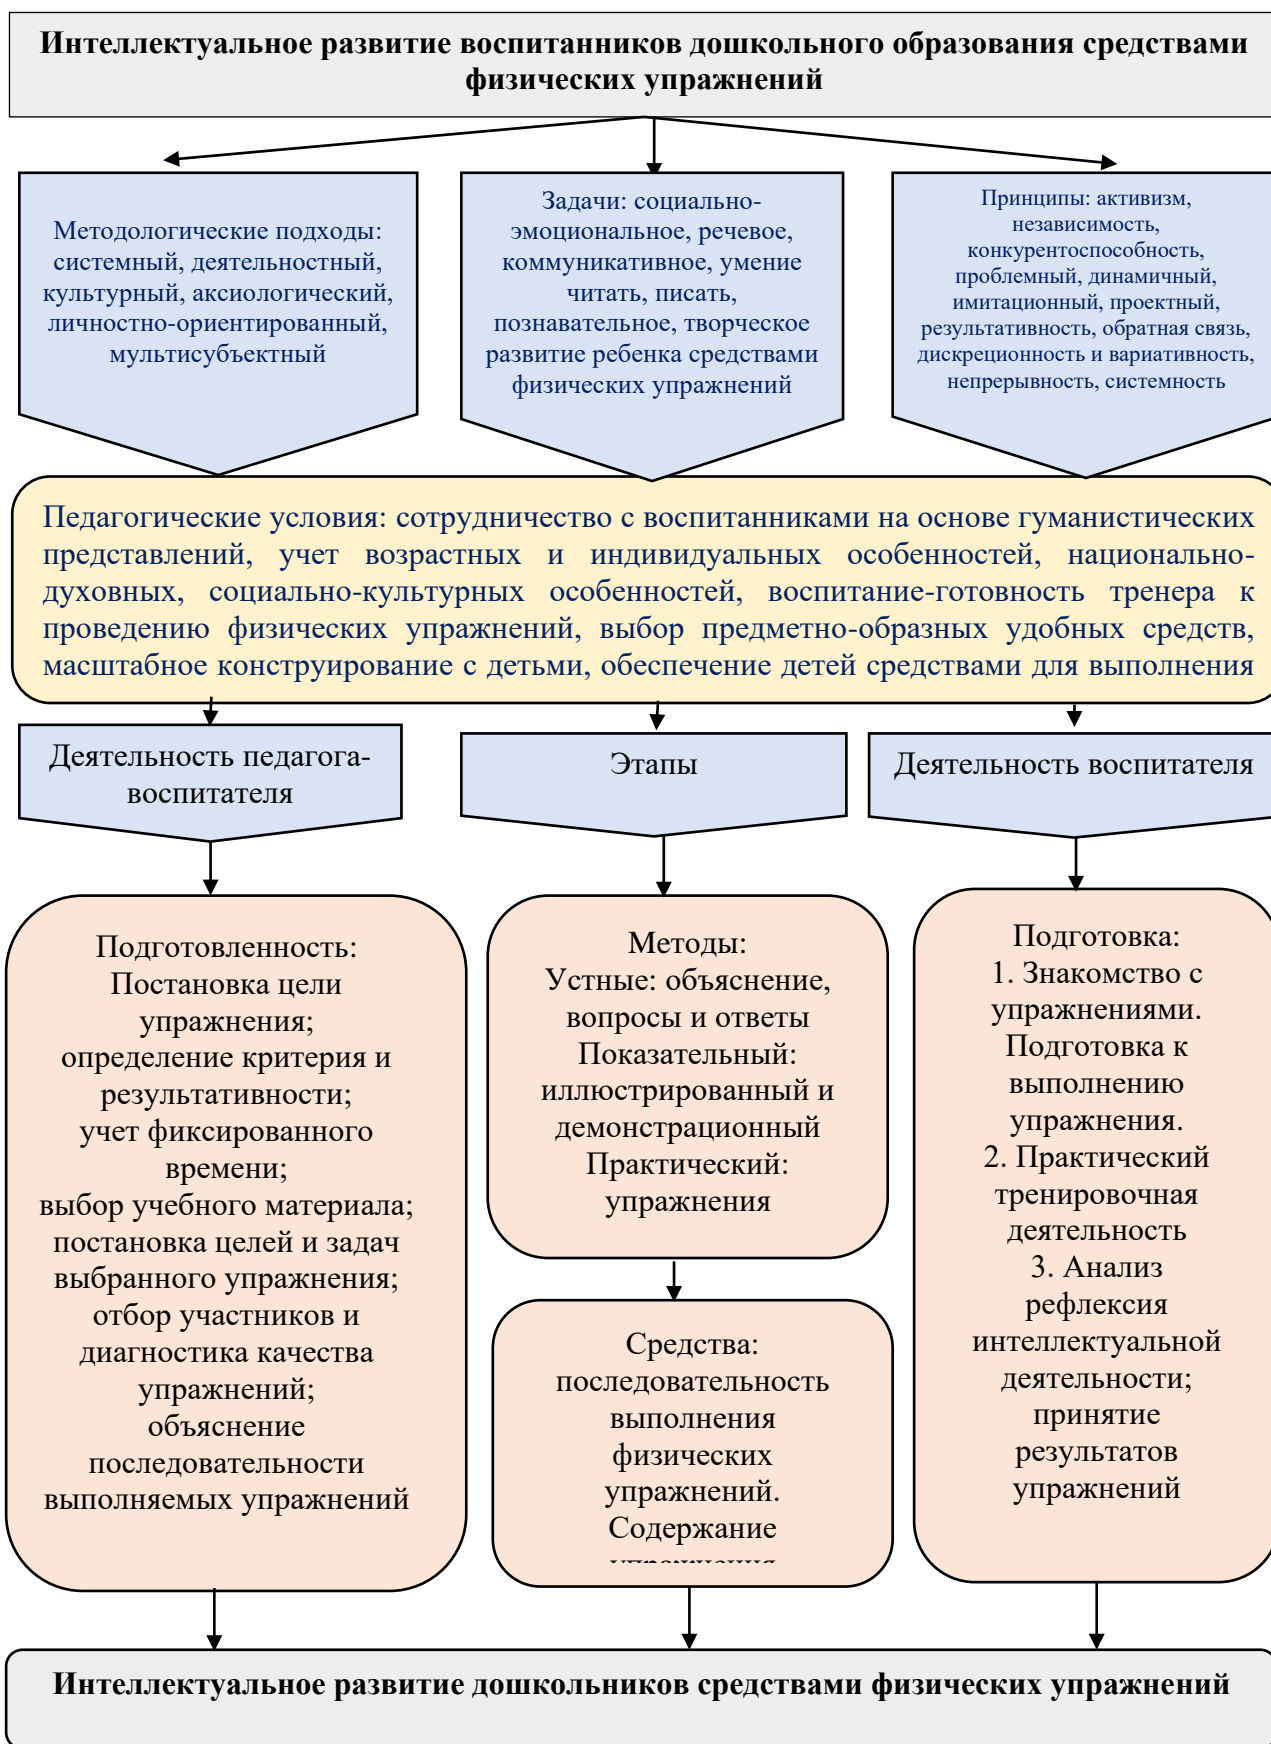 Интеллектуальное развитие воспитанников дошкольного образования средствами
физических упражнений
Методологические подходы:
системный, деятельностный,
культурный, аксиологический,
личностно-ориентированный,
мультисубъектный
Задачи: социально-
эмоциональное, речевое,
коммуникативное, умение
читать, писать,
познавательное, творческое
развитие ребенка средствами
физических упражнений
Принципы: активизм,
независимость,
конкурентоспособность,
проблемный, динамичный,
имитационный, проектный,
результативность, обратная связь,
дискреционность и вариативность,
непрерывность, системность
Педагогические условия: сотрудничество с воспитанниками на основе гуманистических
представлений, учет возрастных и индивидуальных особенностей, национально-
духовных, социально-культурных особенностей, воспитание-готовность тренера к
проведению физических упражнений, выбор предметно-образных удобных средств,
масштабное конструирование с детьми, обеспечение детей средствами для выполнения
Деятельность педагога-
воспитателя
Этапы
Деятельность воспитателя
Подготовленность:
Постановка цели
упражнения;
определение критерия и
результативности;
учет фиксированного
времени;
выбор учебного материала;
постановка целей и задач
выбранного упражнения;
отбор участников и
диагностика качества
упражнений;
объяснение
последовательности
выполняемых упражнений
Методы:
Устные: объяснение,
вопросы и ответы
Показательный:
иллюстрированный и
демонстрационный
Практический:
упражнения
Средства:
последовательность
выполнения
физических
упражнений.
Содержание
Подготовка:
1. Знакомство с
упражнениями.
Подготовка к
выполнению
упражнения.
2. Практический
тренировочная
деятельность
3. Анализ
рефлексия
интеллектуальной
деятельности;
принятие
результатов
упражнений
Интеллектуальное развитие дошкольников средствами физических упражнений